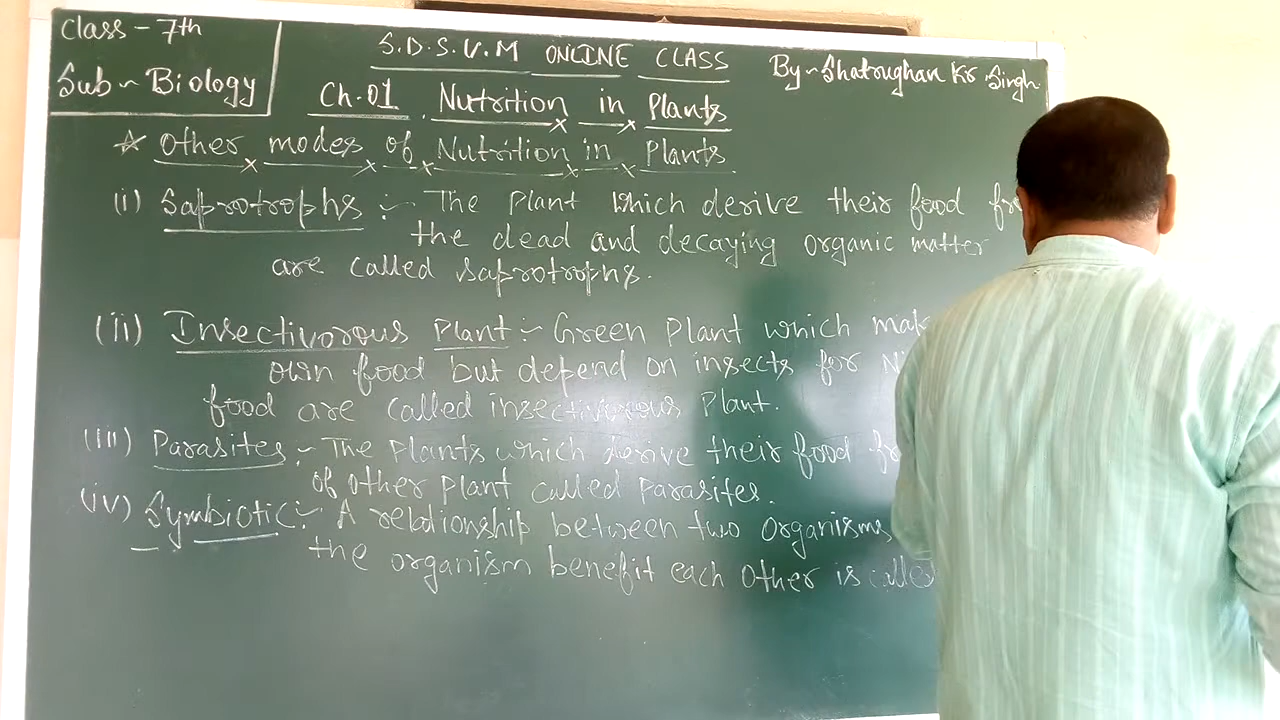 Class - 7th
Sub ~ Biology
S.D.S.V.M ONLINE CLASS
By ~ Shatrughan Kr. Singh
Ch.01. Nutrition in Plants
☆ Other modes of Nutrition in Plants
(i) Saprotrophs :- The Plant which derive their food
the dead and decaying organic matter
are called saprotrophs.
(ii) Insectivorous Plant :- Green Plant which
own food but depend on insects for
food are called insectivorous Plant.
(iii) Parasites :- The Plants which derive their food
of other plant called Parasites.
(iv) Symbiotic :- A relationship between two organisms
the organism benefit each other is called